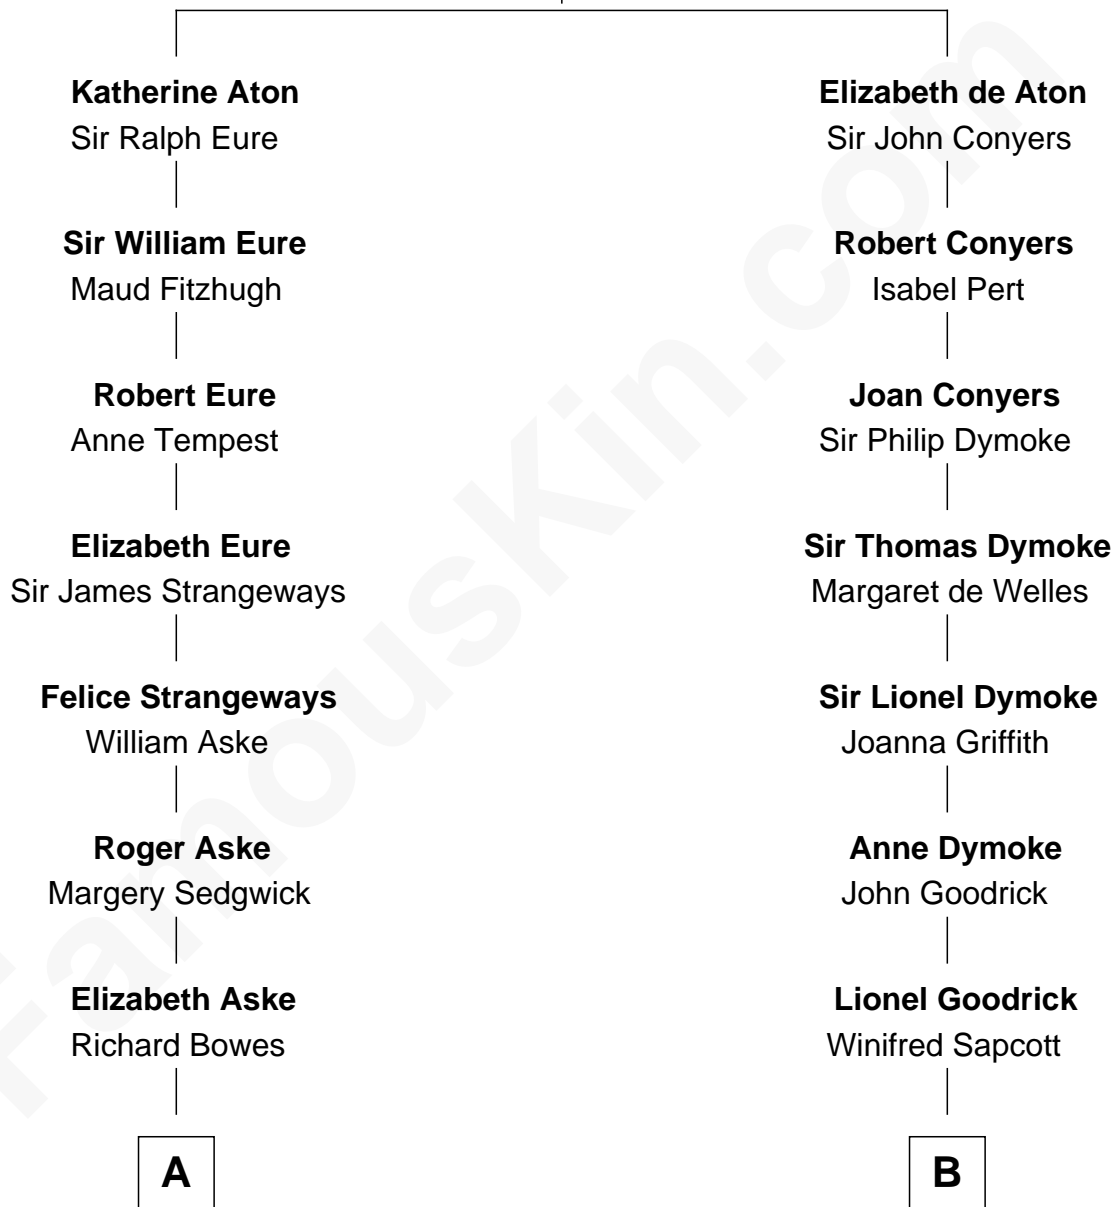 Katherine Aton
Sir Ralph Eure
Sir William Eure
Maud Fitzhugh
Robert Eure
Anne Tempest
Elizabeth Eure
Sir James Strangeways
Felice Strangeways
William Aske
Roger Aske
Margery Sedgwick
Elizabeth Aske
Richard Bowes
A
Elizabeth de Aton
Sir John Conyers
Robert Conyers
Isabel Pert
Joan Conyers
Sir Philip Dymoke
Sir Thomas Dymoke
Margaret de Welles
Sir Lionel Dymoke
Joanna Griffith
Anne Dymoke
John Goodrick
Lionel Goodrick
Winifred Sapcott
B
FamousKin.com